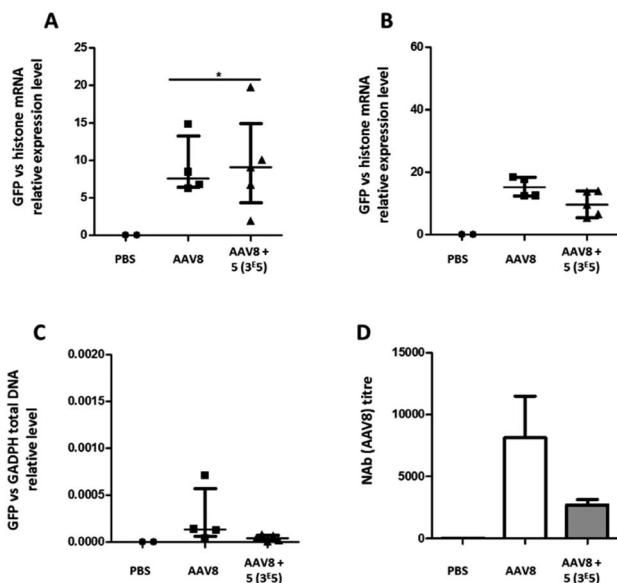 A
GFP vs histone mRNA
relative expression level
25
20
15
10
5
0
*
PBS
AAV8
AAV8 +
5 (3ᴱ5)
B
GFP vs histone mRNA
relative expression level
60
40
20
0
PBS
AAV8
AAV8 +
5 (3ᴱ5)
C
GFP vs GADPH total DNA
relative level
0.0020
0.0015
0.0010
0.0005
0.0000
PBS
AAV8
AAV8 +
5 (3ᴱ5)
D
NAb (AAV8) titre
15000
10000
5000
0
PBS
AAV8
AAV8 +
5 (3ᴱ5)